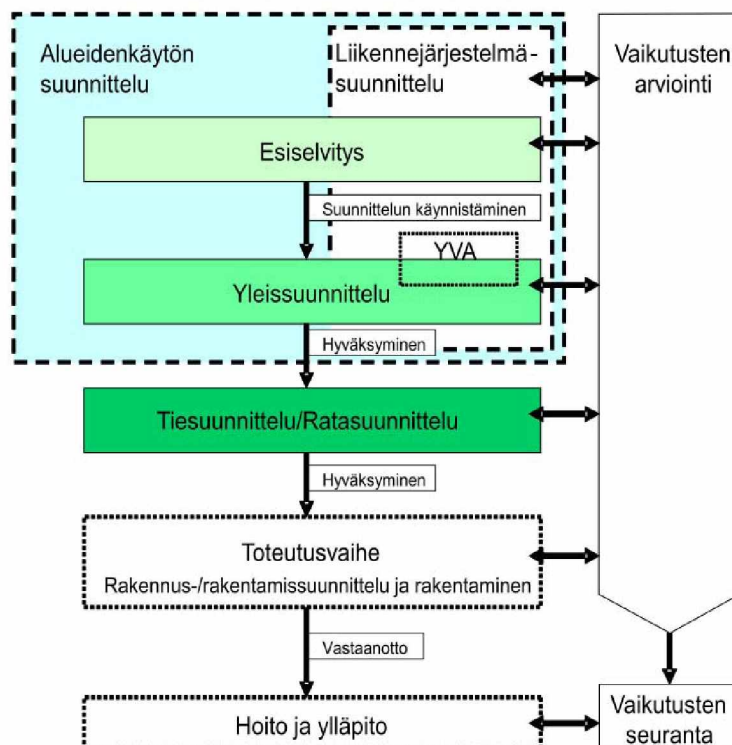 Alueidenkäytön
suunnittelu
Liikennejärjestelmä-
suunnittelu
Vaikutusten
arviointi
Esiselvitys
Suunnittelun käynnistäminen
YVA
Yleissuunnittelu
Hyväksyminen
Tiesuunnittelu/Ratasuunnittelu
Hyväksyminen
Toteutusvaihe
Rakennus-/rakentamissuunnittelu ja rakentaminen
Vastaanotto
Hoito ja ylläpito
Vaikutusten
seuranta